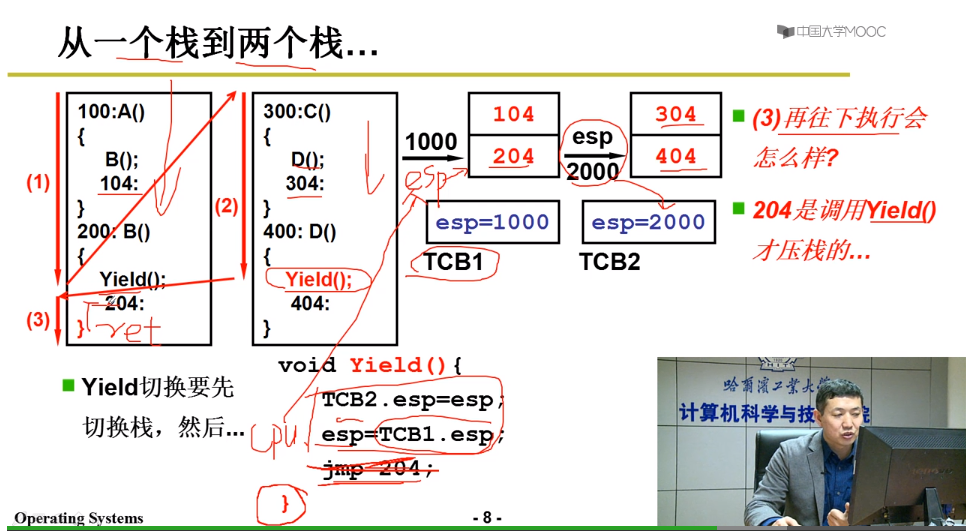 从一个栈到两个栈…
中国大学MOOC
100:A()
{
B();
104:
}
200: B()
{
Yield();
204:
}
ret
(1)
(2)
(3)
300:C()
{
D();
304:
}
400: D()
{
Yield();
404:
}
1000
esp
104
204
esp
2000
304
404
esp=1000
TCB1
esp=2000
TCB2
(3)再往下执行会
怎么样?
204是调用Yield()
才压栈的…
Yield切换要先
切换栈，然后…
void Yield(){
TCB2.esp=esp;
esp=TCB1.esp;
jmp 204;
}
CPU
哈尔滨工业大学
计算机科学与技 院
Operating Systems
- 8 -